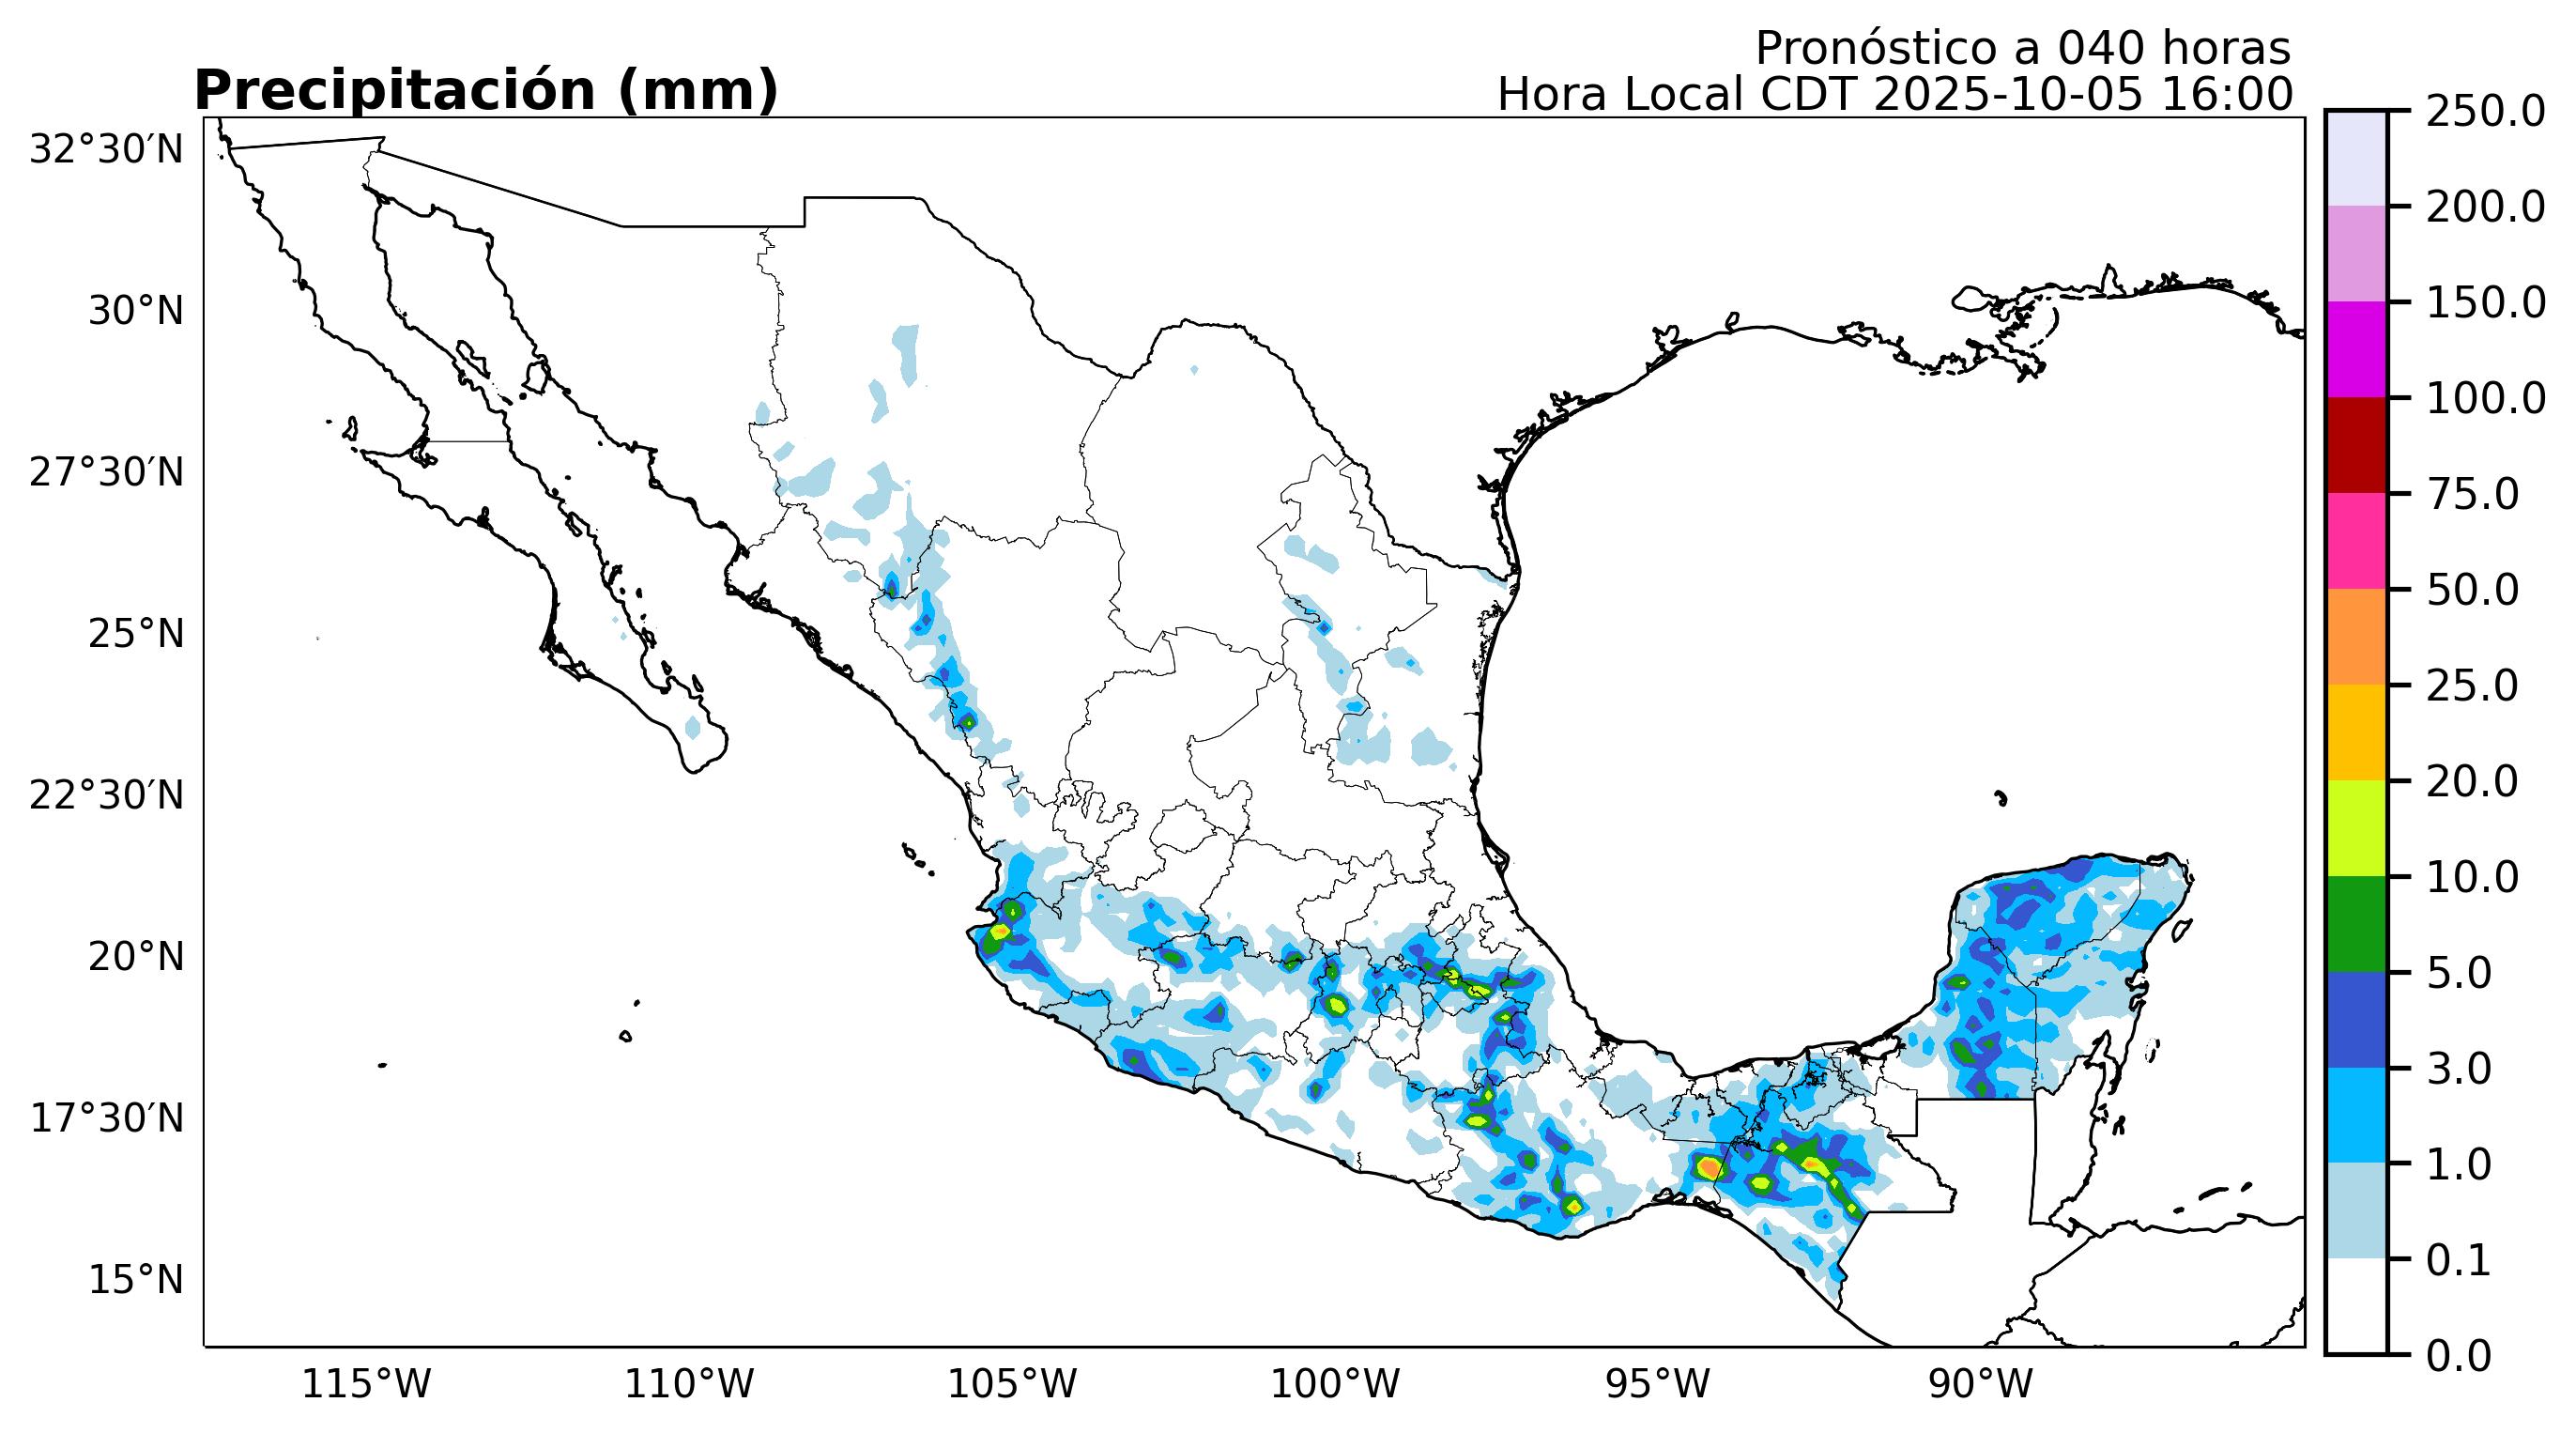 Pronóstico a 040 horas
Precipitación (mm)
Hora Local CDT 2025-10-05 16:00
32°30′N
30°N
27°30′N
25°N
22°30′N
20°N
17°30′N
15°N
115°W
110°W
105°W
100°W
95°W
90°W
250.0
200.0
150.0
100.0
75.0
50.0
25.0
20.0
10.0
5.0
3.0
1.0
0.1
0.0